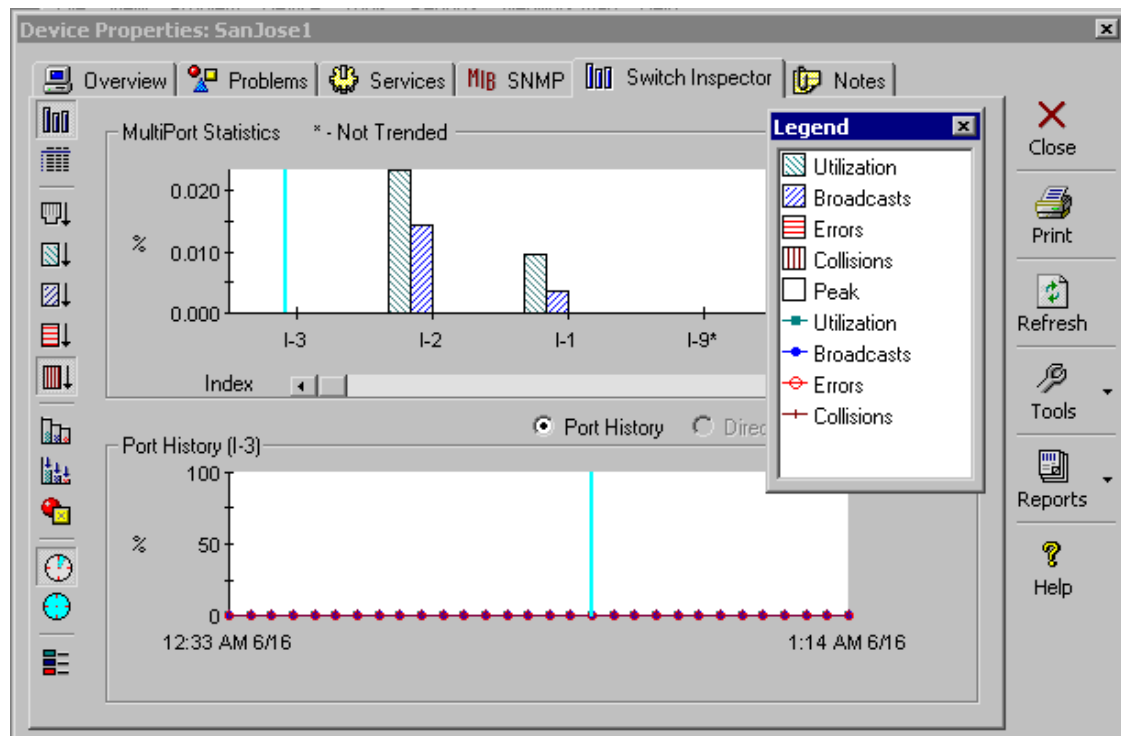 Device Properties: SanJose1
Overview Problems Services MIB SNMP Switch Inspector Notes
MultiPort Statistics * - Not Trended
0.020
%
0.010
0.000
I-3 I-2 I-1 I-9*
Index
Port History Direc
Port History (I-3)
100
%
50
0
12:33 AM 6/16 1:14 AM 6/16
Legend
Utilization
Broadcasts
Errors
Collisions
Peak
Utilization
Broadcasts
Errors
Collisions
Close
Print
Refresh
Tools
Reports
Help